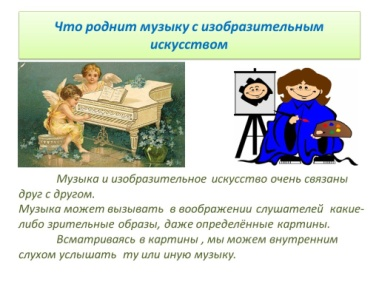 Что роднит музыку с изобразительным
искусством
Музыка и изобразительное искусство очень связаны
друг с другом.
Музыка может вызывать в воображении слушателей какие-
либо зрительные образы, даже определённые картины.
Всматриваясь в картины , мы можем внутренним
слухом услышать ту или иную музыку.